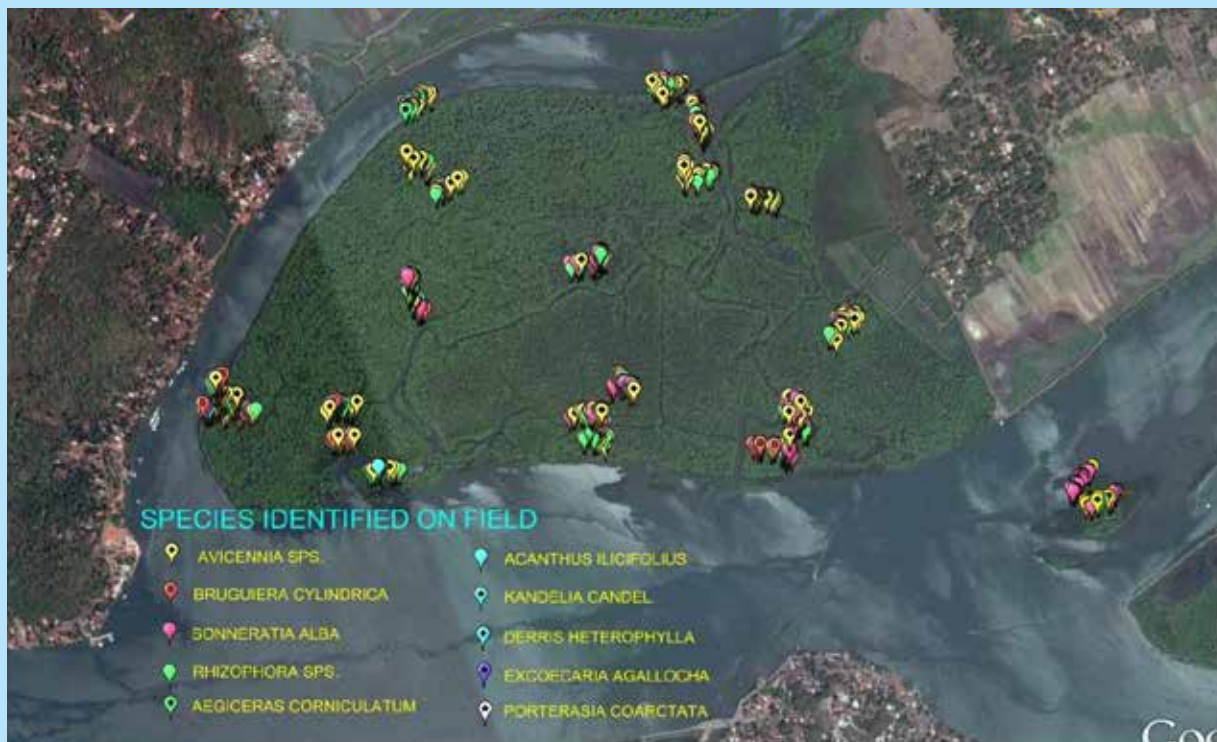 SPECIES IDENTIFIED ON FIELD
AVICENNIA SPS.
BRUGUIERA CYLINDRICA
SONNERATIA ALBA
RHIZOPHORA SPS.
AEGICERAS CORNICULATUM
ACANTHUS ILICIFOLIUS
KANDELIA CANDEL
DERRIS HETEROPHYLLA
EXCOECARIA AGALLOCHA
PORTERASIA COARCTATA